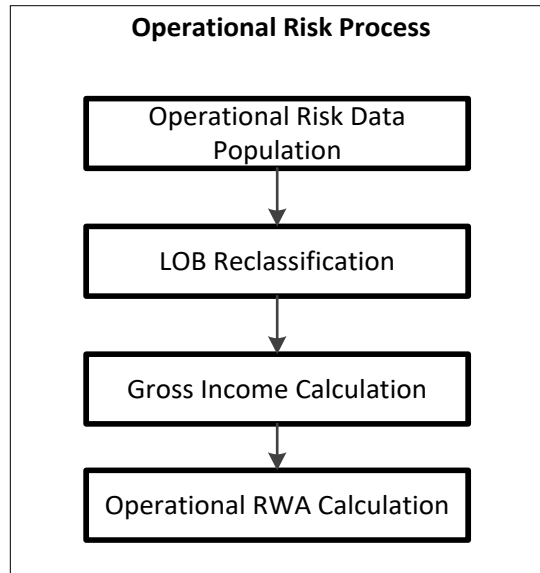 Operational Risk Process
Operational Risk Data
Population
LOB Reclassification
Gross Income Calculation
Operational RWA Calculation